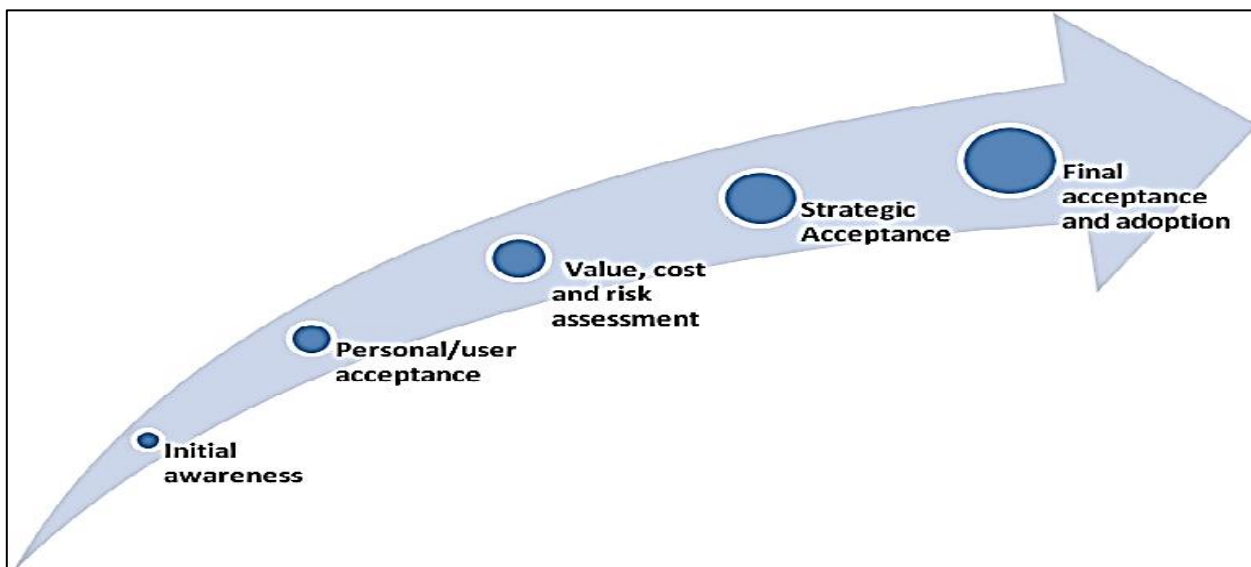 Initial
awareness
Personal/user
acceptance
Value, cost
and risk
assessment
Strategic
Acceptance
Final
acceptance
and adoption